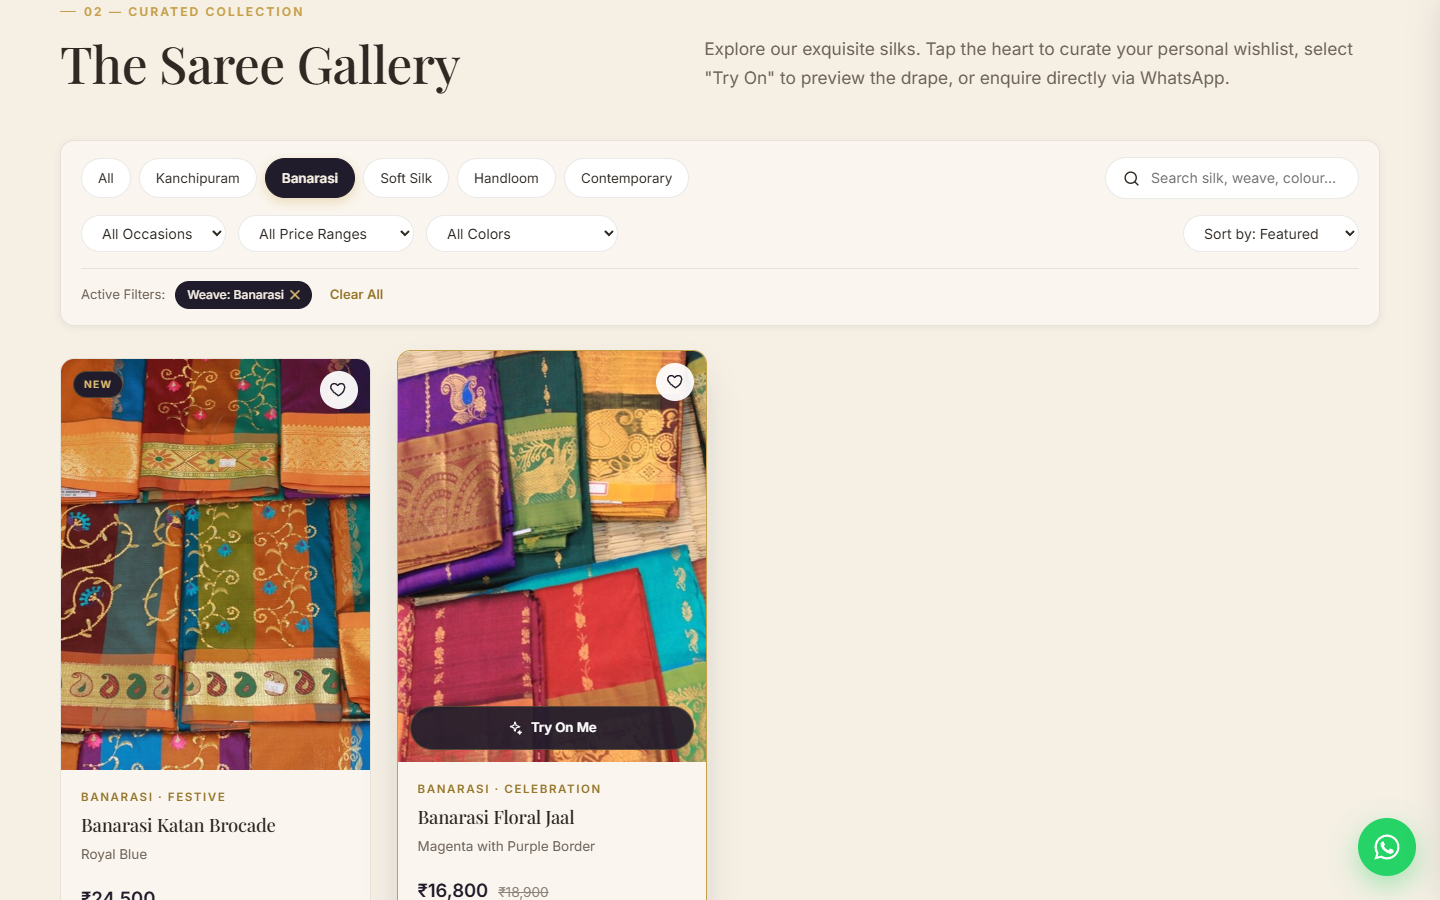 02 — CURATED COLLECTION
The Saree Gallery
Explore our exquisite silks. Tap the heart to curate your personal wishlist, select
"Try On" to preview the drape, or enquire directly via WhatsApp.
All
Kanchipuram
Banarasi
Soft Silk
Handloom
Contemporary
Search silk, weave, colour...
All Occasions
All Price Ranges
All Colors
Sort by: Featured
Active Filters:
Weave: Banarasi
Clear All
NEW
BANARASI · FESTIVE
Banarasi Katan Brocade
Royal Blue
₹24,500
Try On Me
BANARASI · CELEBRATION
Banarasi Floral Jaal
Magenta with Purple Border
₹16,800 ₹18,900